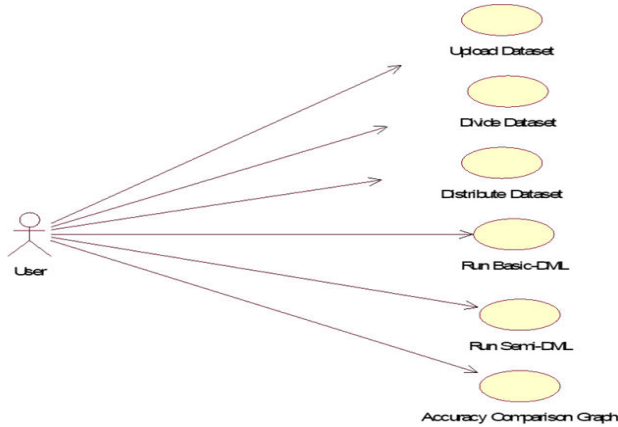 Upload Dataset
Divide Dataset
Distribute Dataset
User
Run Basic-DML
Run Semi-DML
Accuracy Comparison Graph